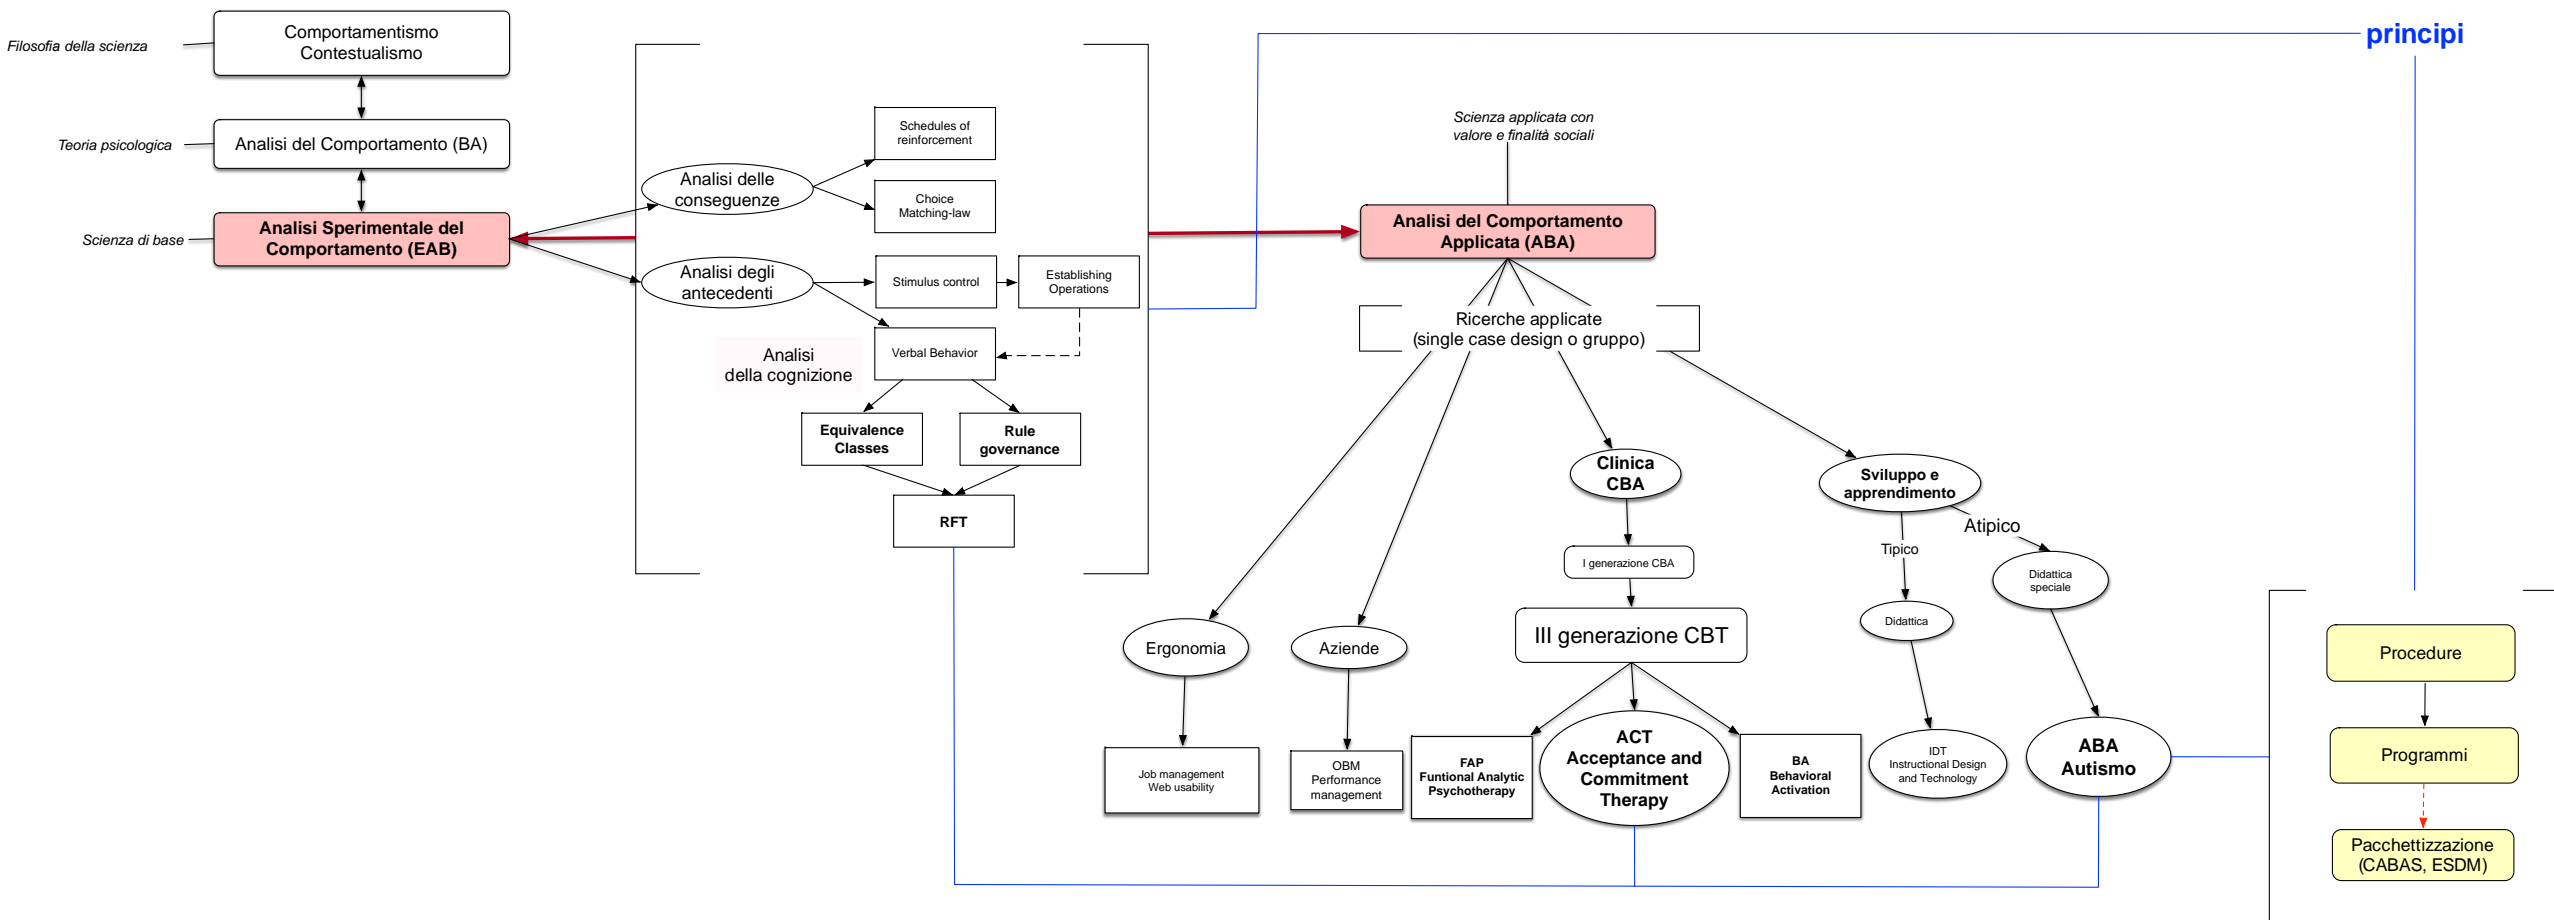 Filosofia della scienza
Comportamentismo
Contestualismo
Teoria psicologica
Analisi del Comportamento (BA)
Scienza di base
Analisi Sperimentale del
Comportamento (EAB)
Analisi delle
conseguenze
Schedules of
reinforcement
Choice
Matching-law
Analisi degli
antecedenti
Stimulus control
Establishing
Operations
Analisi
della cognizione
Verbal Behavior
Equivalence
Classes
Rule
governance
RFT
principi
Scienza applicata con
valore e finalità sociali
Analisi del Comportamento
Applicata (ABA)
Ricerche applicate
(single case design o gruppo)
Ergonomia
Job management
Web usability
Aziende
OBM
Performance
management
Clinica
CBA
I generazione CBA
III generazione CBT
FAP
Funtional Analytic
Psychotherapy
ACT
Acceptance and
Commitment
Therapy
BA
Behavioral
Activation
Sviluppo e
apprendimento
Tipico
Atipico
Didattica
Didattica
speciale
IDT
Instructional Design
and Technology
ABA
Autismo
Procedure
Programmi
Pacchettizzazione
(CABAS, ESDM)